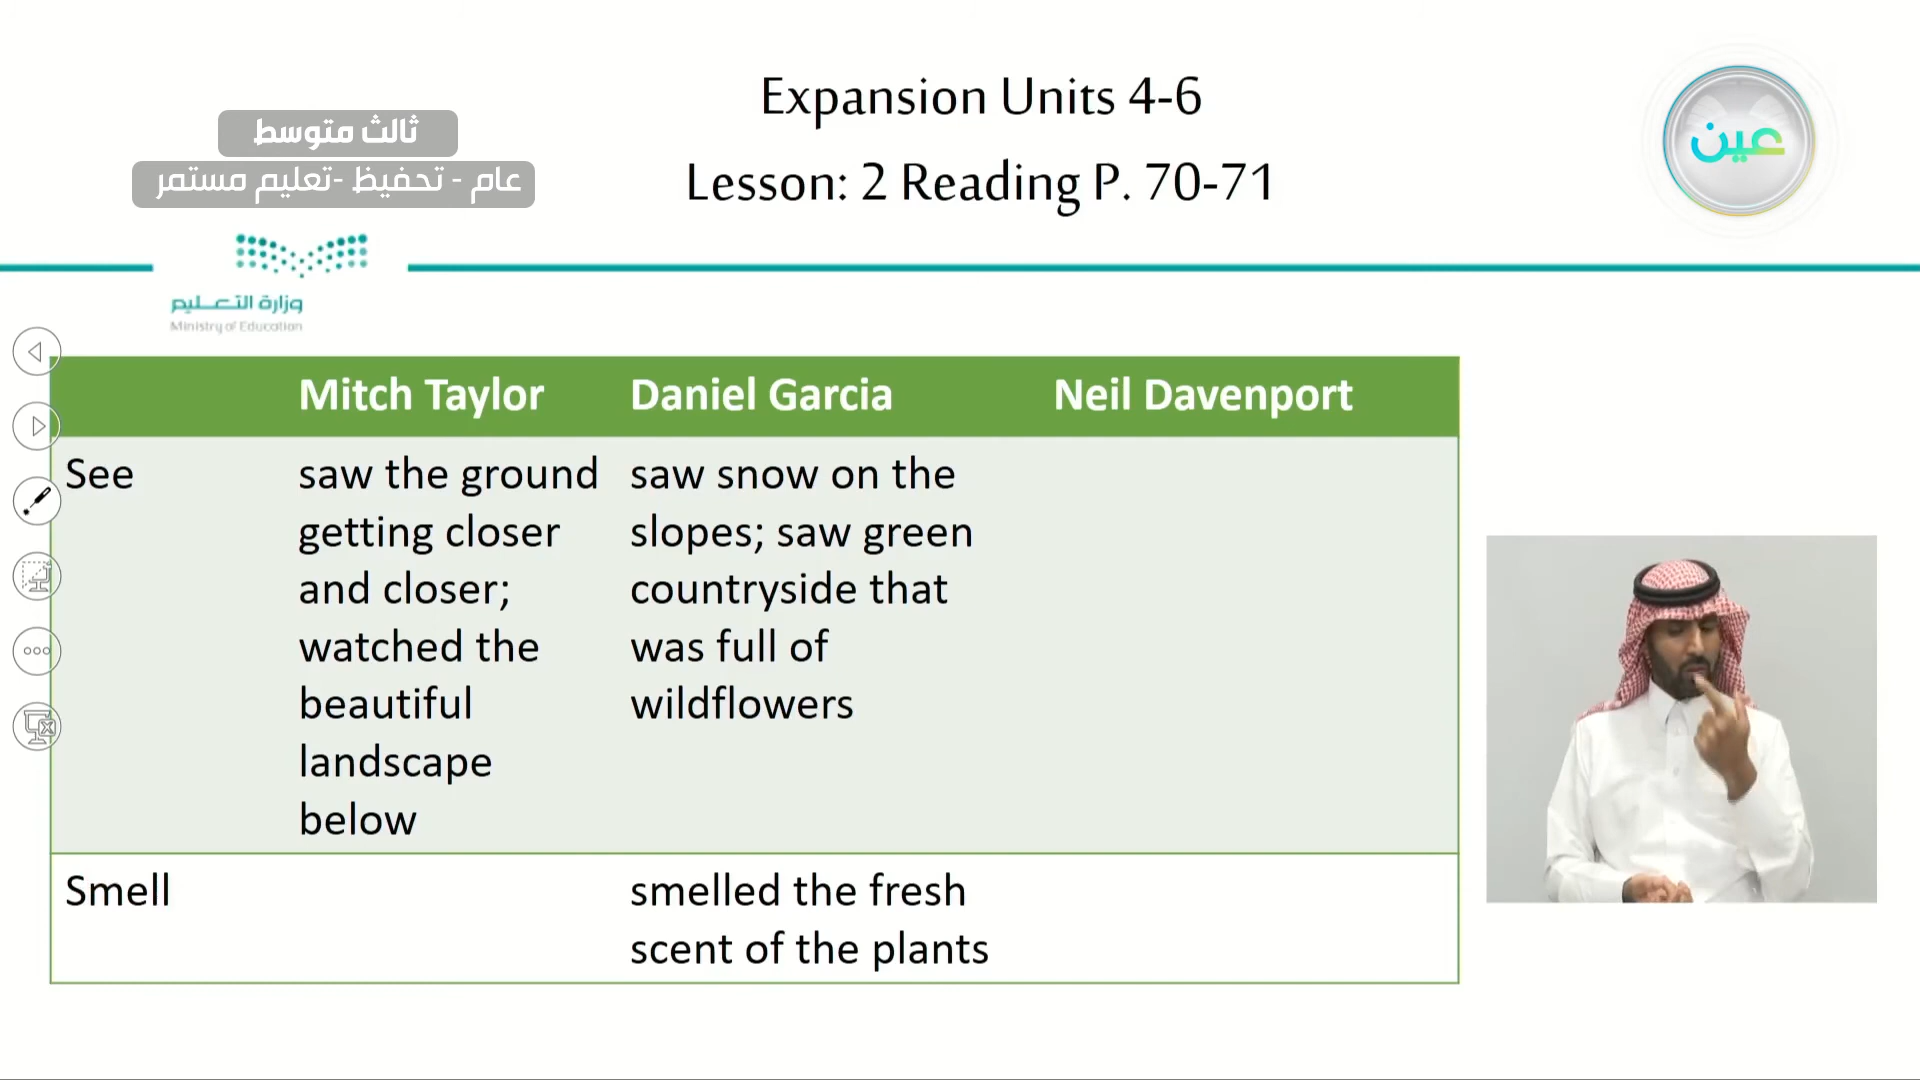 Expansion Units 4-6
Lesson: 2 Reading P. 70-71
ثالث متوسط
عام - تحفيظ -تعليم مستمر
عين
وزارة التعليم
Ministry of Education
Mitch Taylor
Daniel Garcia
Neil Davenport
See
saw the ground
getting closer
and closer;
watched the
beautiful
landscape
below
saw snow on the
slopes; saw green
countryside that
was full of
wildflowers
Smell
smelled the fresh
scent of the plants